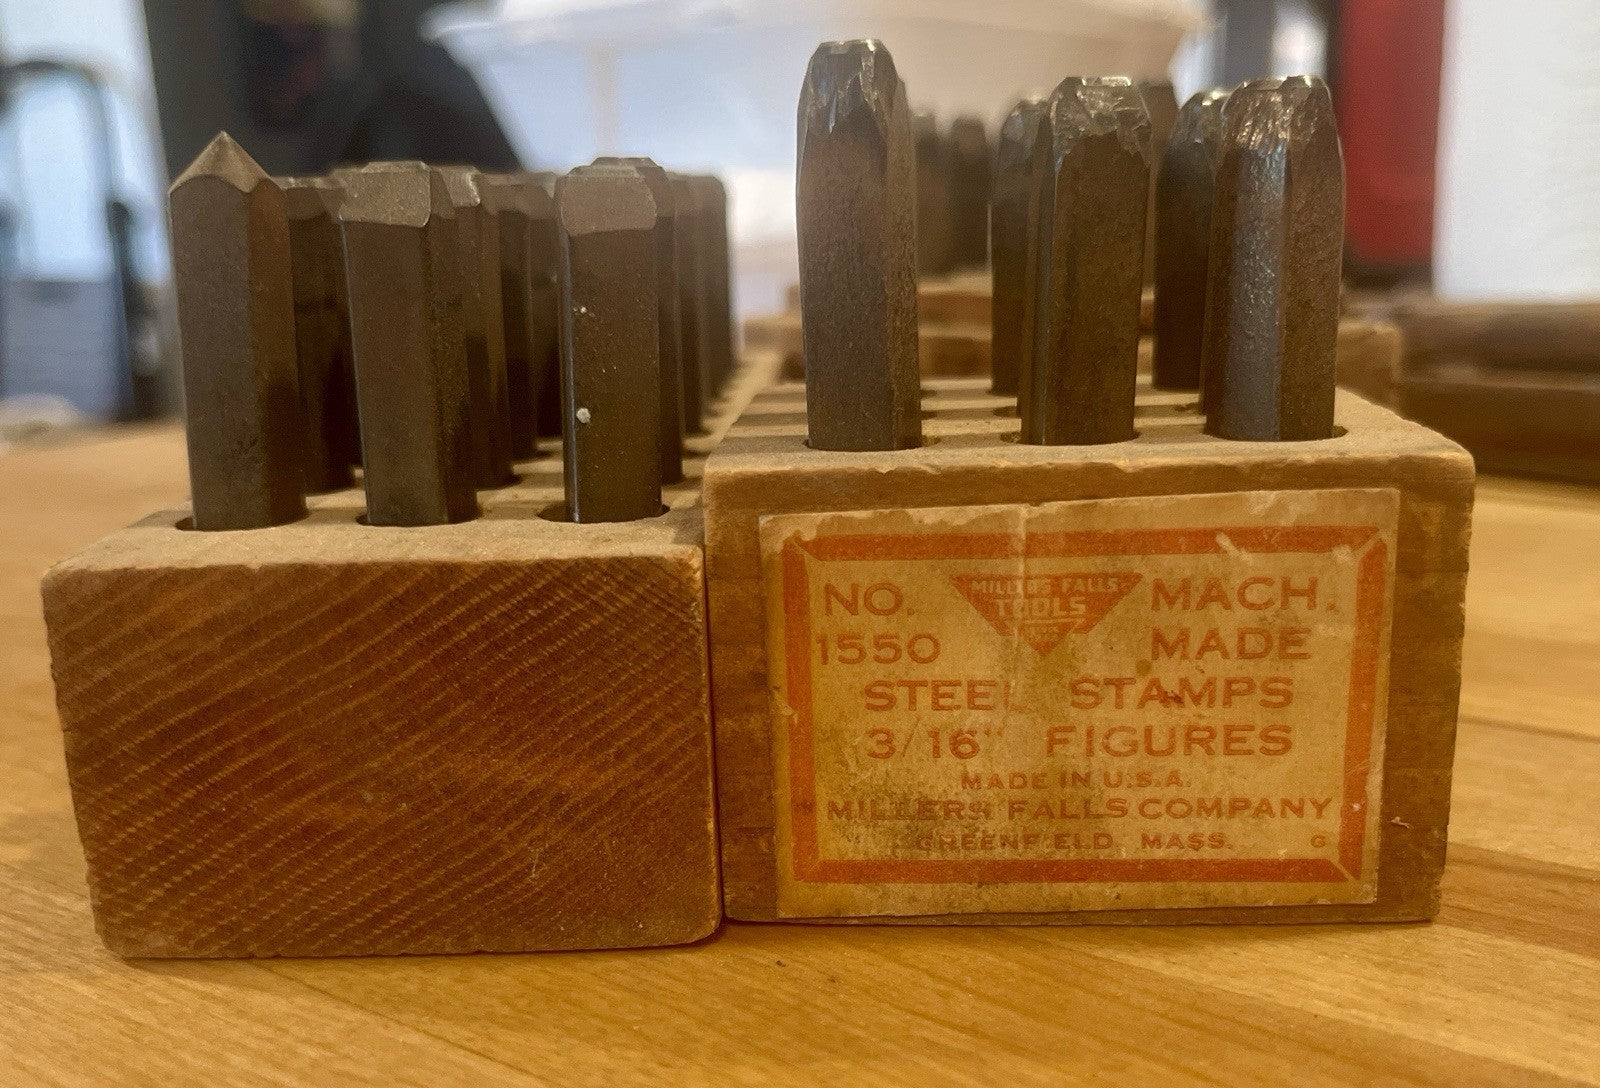 NO. MILLERS FALLS MACH.
1550 TOOLS MADE
STEEL STAMPS
3/16" FIGURES
MADE IN U.S.A.
MILLERS FALLS COMPANY
GREENFIELD, MASS. G